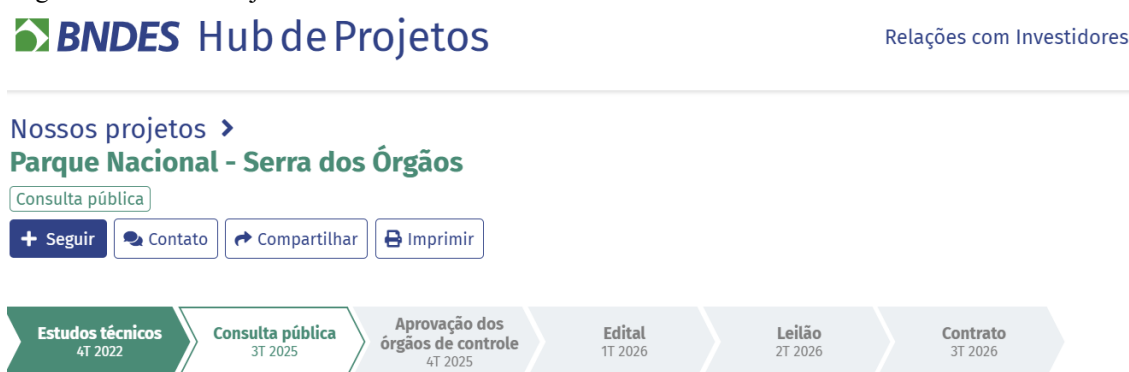 BNDES Hub de Projetos
Relações com Investidores
Nossos projetos >
Parque Nacional - Serra dos Órgãos
Consulta pública
+ Seguir
Contato
Compartilhar
Imprimir
Estudos técnicos
4T 2022
Consulta pública
3T 2025
Aprovação dos
órgãos de controle
4T 2025
Edital
1T 2026
Leilão
2T 2026
Contrato
3T 2026